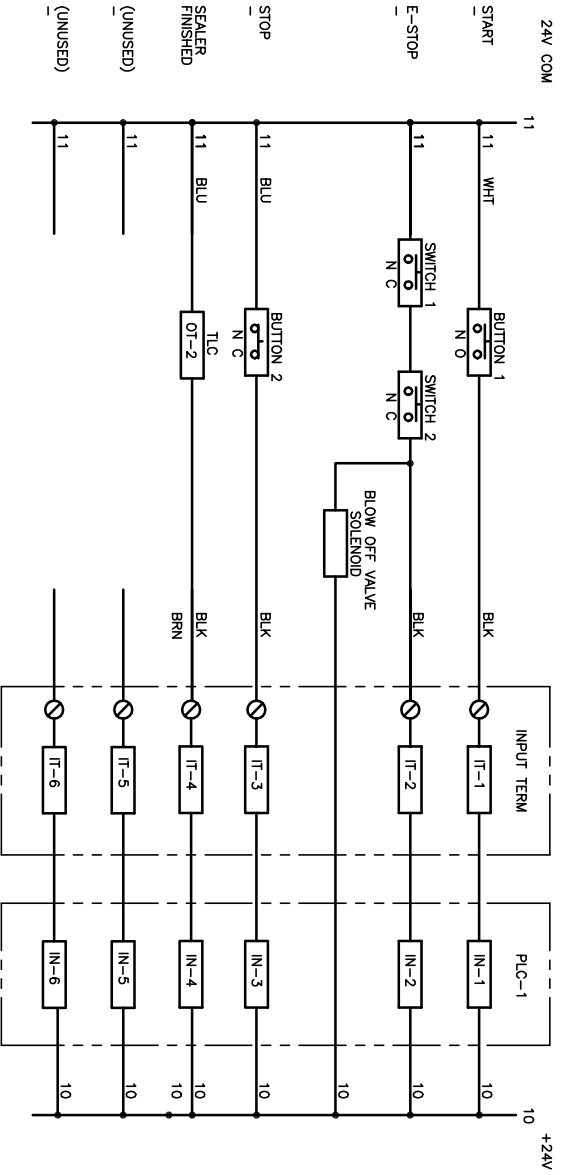 24V COM
11
INPUT TERM
PLC-1
10
+24V
START
11
WHT
BUTTON 1
N O
BLK
IT-1
IN-1
10
E-STOP
11
SWITCH 1
N C
SWITCH 2
N C
BLK
IT-2
IN-2
10
BLOW OFF VALVE
SOLENOID
10
STOP
11
BLU
BUTTON 2
N C
BLK
IT-3
IN-3
10
SEALER
FINISHED
11
BLU
TLC
OT-2
BLK
BRN
IT-4
IN-4
10
10
(UNUSED)
11
IT-5
IN-5
10
(UNUSED)
11
IT-6
IN-6
10